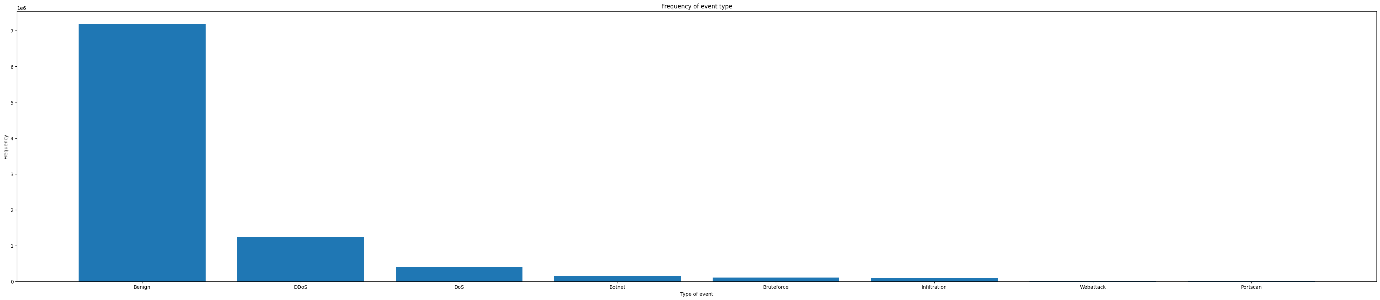 Frequency of event type
1e6
7
6
5
4
3
2
1
0
Frequency
Benign
DDoS
DoS
Botnet
Bruteforce
Infiltration
Webattack
Portscan
Type of event